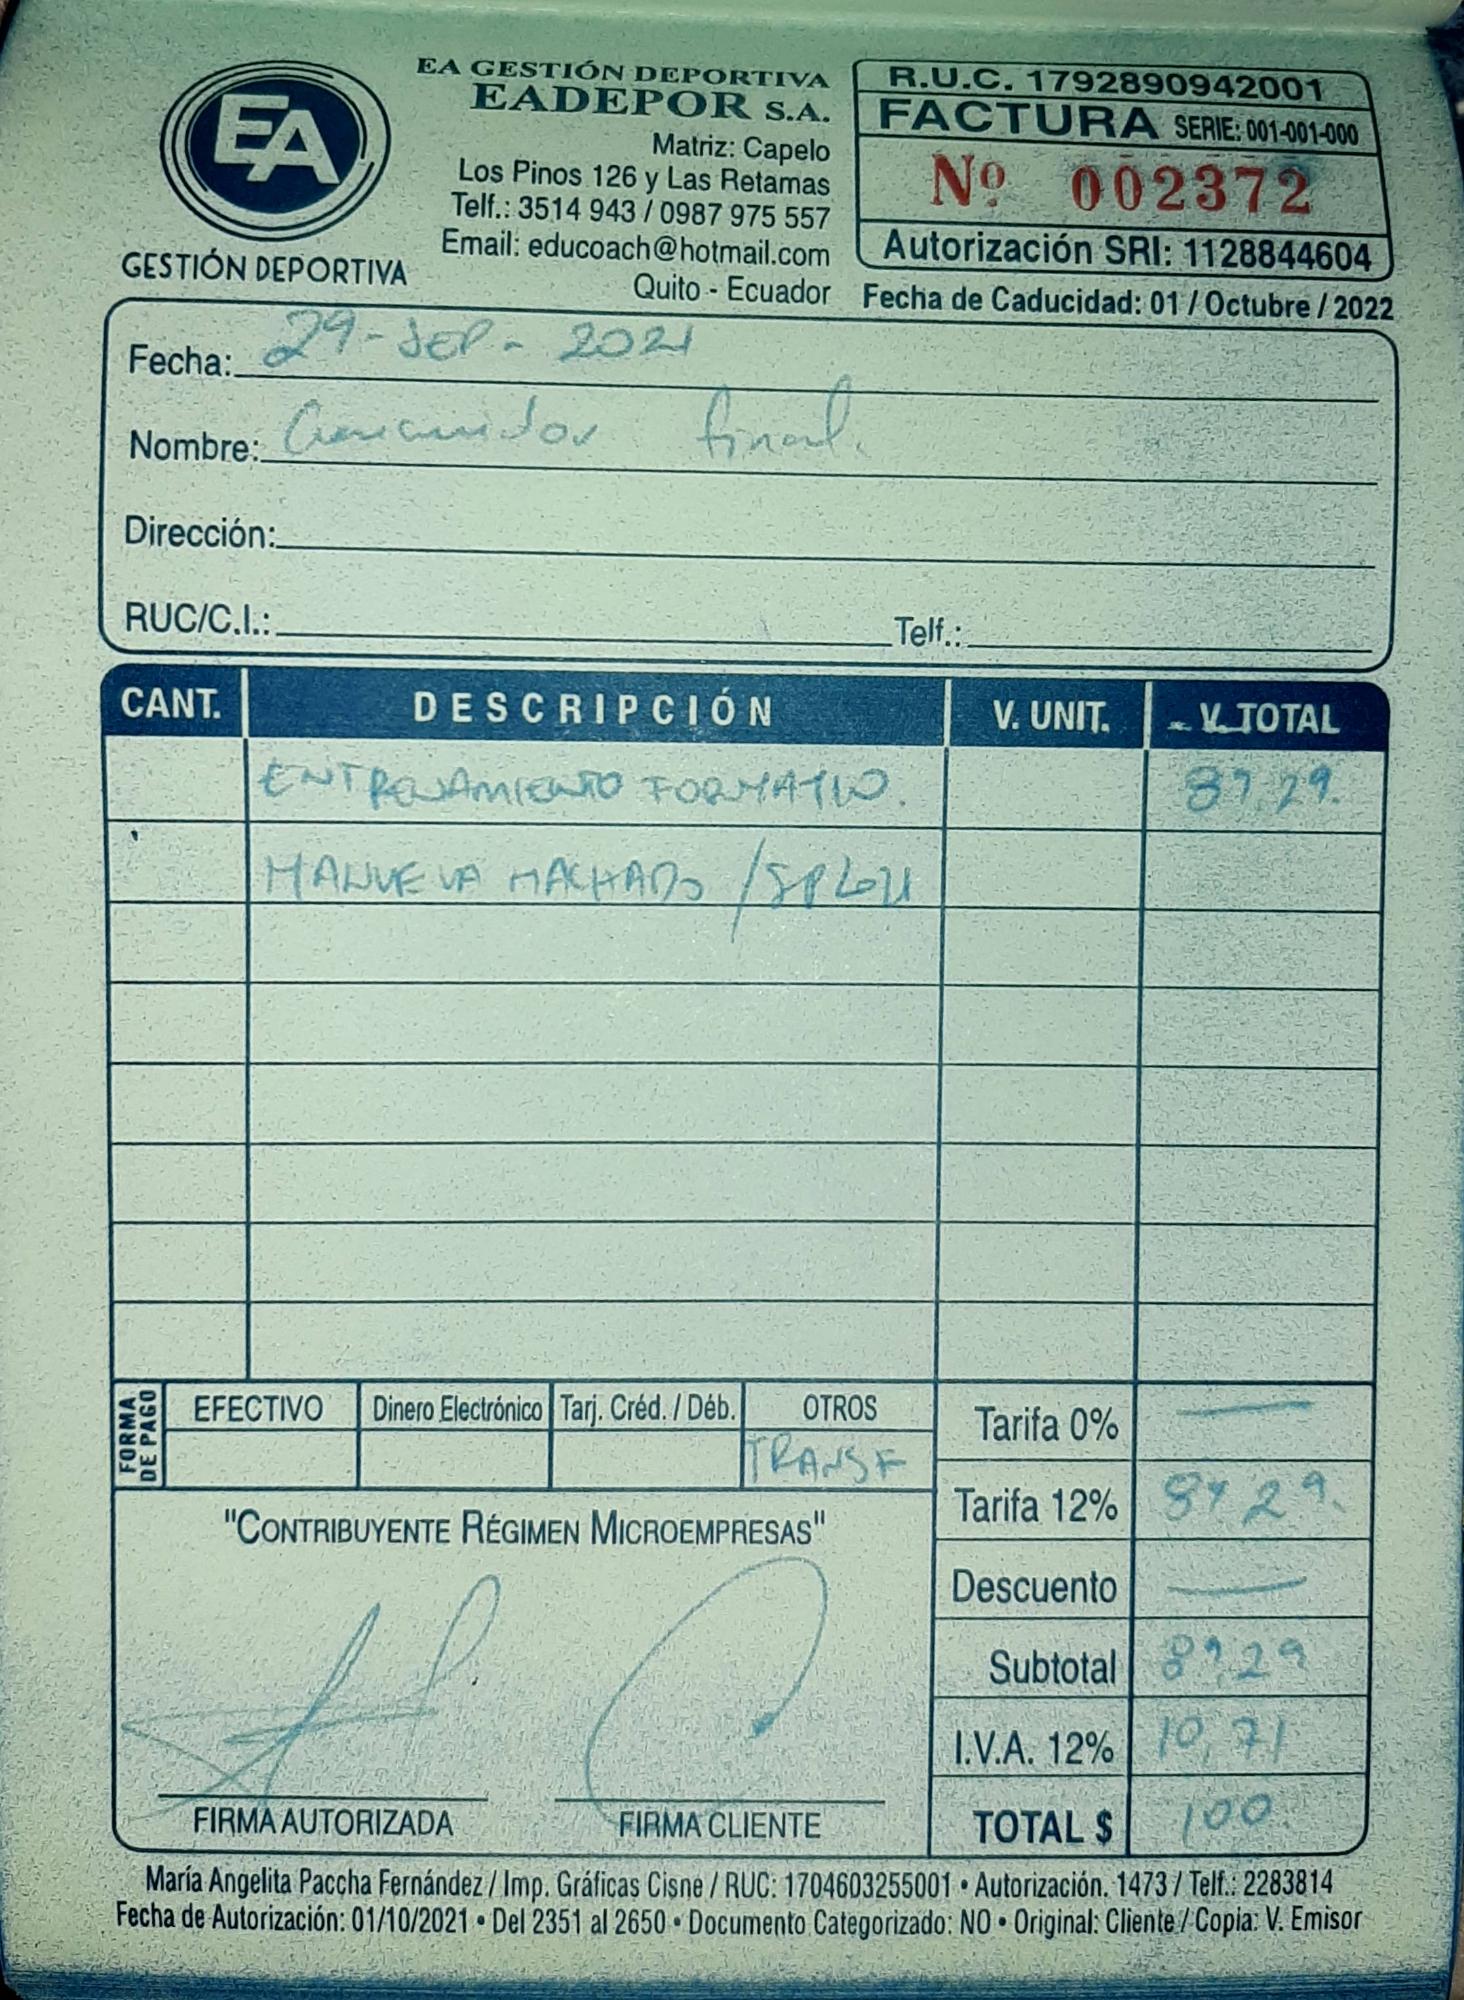 EA
GESTIÓN DEPORTIVA
EA GESTIÓN DEPORTIVA
EADEPOR S.A.
Matriz: Capelo
Los Pinos 126 y Las Retamas
Telf.: 3514 943 / 0987 975 557
Email: educoach@hotmail.com
Quito - Ecuador
R.U.C. 1792890942001
FACTURA SERIE: 001-001-000
Nº 002372
Autorización SRI: 1128844604
Fecha de Caducidad: 01 / Octubre / 2022
Fecha: 29-SEP-2021
Nombre: Consumidor final.
Dirección:
RUC/C.I.: Telf.:
CANT. DESCRIPCIÓN V. UNIT. V. TOTAL
ENTRENAMIENTO FORMATIVO. 89,29.
MANUELA MACHADO /
FORMA DE PAGO
EFECTIVO Dinero Electrónico Tarj. Créd. / Déb. OTROS
TRANSF
Tarifa 0% —
Tarifa 12% 89,29.
Descuento —
Subtotal 89,29
I.V.A. 12% 10,71
TOTAL $ 100
"CONTRIBUYENTE RÉGIMEN MICROEMPRESAS"
FIRMA AUTORIZADA FIRMA CLIENTE
María Angelita Paccha Fernández / Imp. Gráficas Cisne / RUC: 1704603255001 • Autorización. 1473 / Telf.: 2283814
Fecha de Autorización: 01/10/2021 • Del 2351 al 2650 • Documento Categorizado: NO • Original: Cliente / Copia: V. Emisor